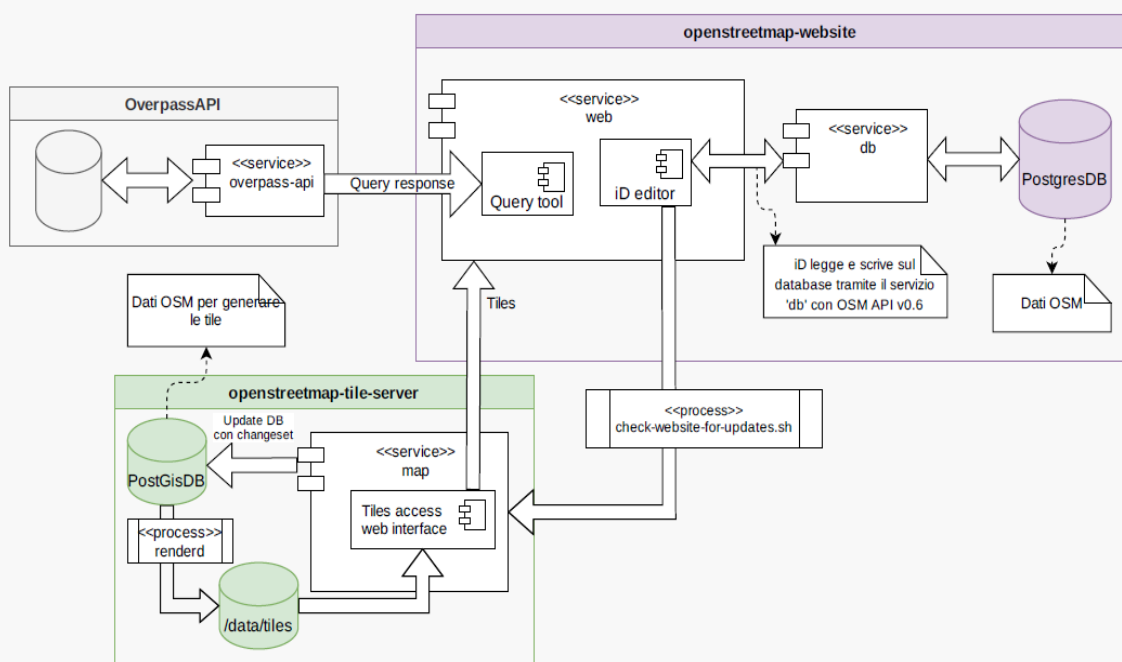 openstreetmap-website
OverpassAPI
<<service>>
overpass-api
Query response
<<service>>
web
Query tool
iD editor
<<service>>
db
PostgresDB
iD legge e scrive sul
database tramite il servizio
'db' con OSM API v0.6
Dati OSM
Dati OSM per generare
le tile
Tiles
openstreetmap-tile-server
<<process>>
check-website-for-updates.sh
Update DB
con changeset
PostGisDB
<<service>>
map
Tiles access
web interface
<<process>>
renderd
/data/tiles